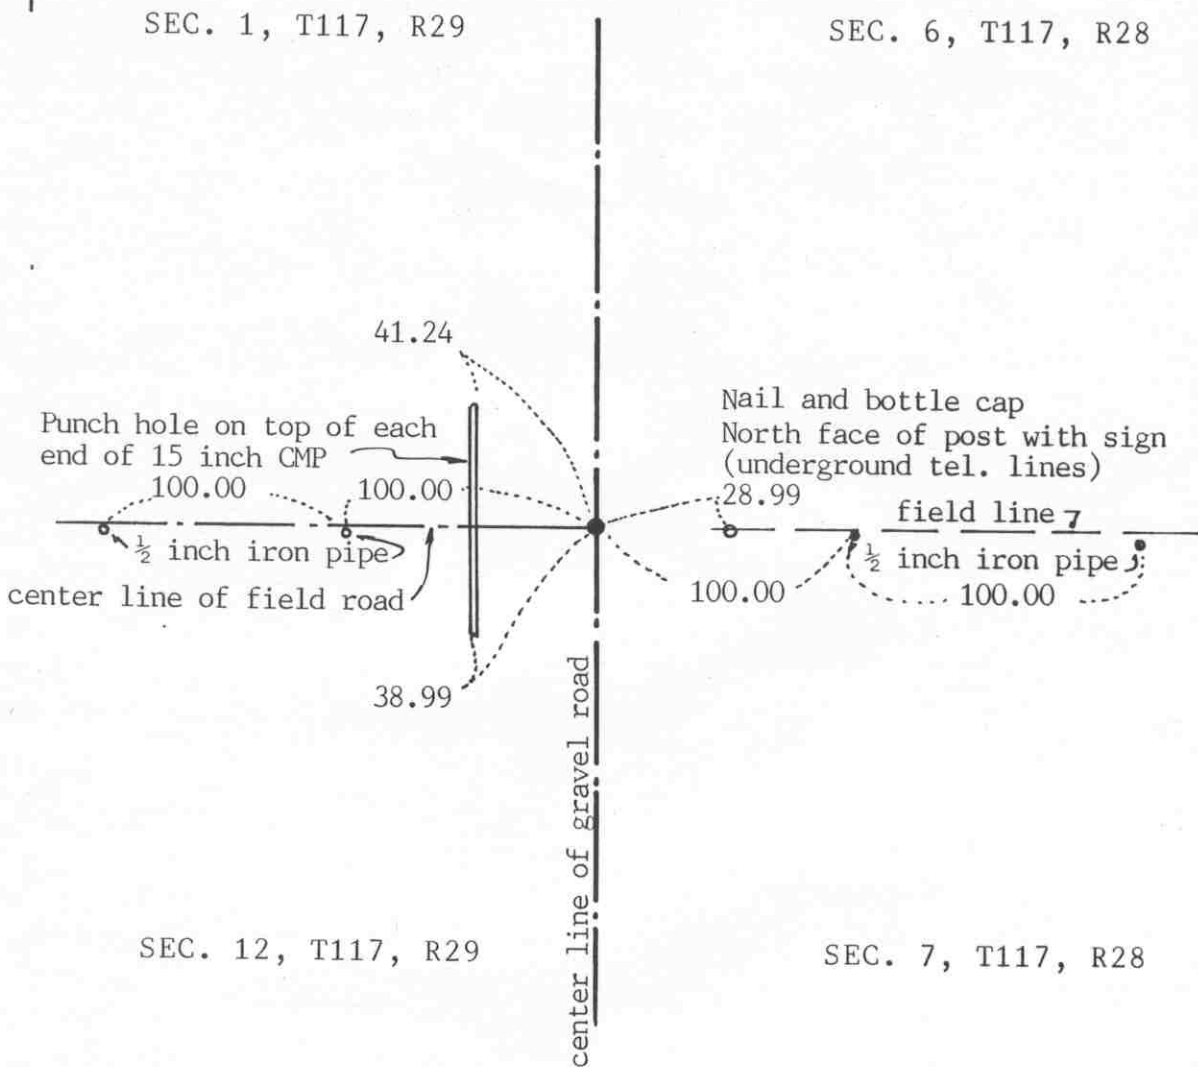 SEC. 1, T117, R29
SEC. 6, T117, R28
41.24
Punch hole on top of each
end of 15 inch CMP
100.00
100.00
Nail and bottle cap
North face of post with sign
(underground tel. lines)
28.99
field line
½ inch iron pipe
½ inch iron pipe
center line of field road
100.00
100.00
38.99
center line of gravel road
SEC. 12, T117, R29
SEC. 7, T117, R28